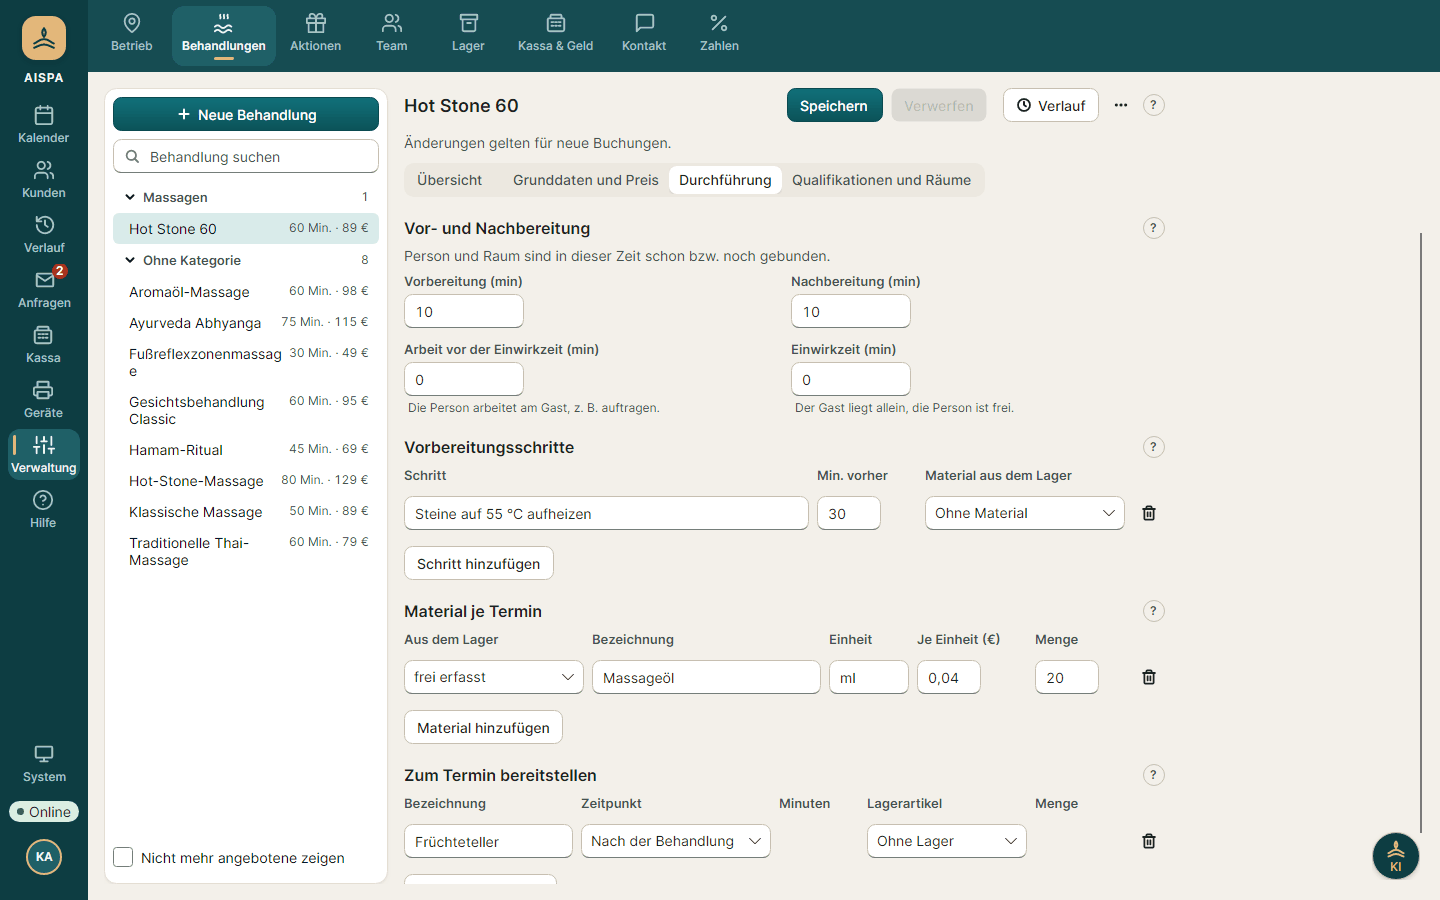 AISPA
Kalender
Kunden
Verlauf
2
Anfragen
Kassa
Geräte
Verwaltung
Hilfe
System
Online
KA
Betrieb
Behandlungen
Aktionen
Team
Lager
Kassa & Geld
Kontakt
Zahlen
Neue Behandlung
Behandlung suchen
Massagen 1
Hot Stone 60 60 Min. · 89 €
Ohne Kategorie 8
Aromaöl-Massage 60 Min. · 98 €
Ayurveda Abhyanga 75 Min. · 115 €
Fußreflexzonenmassag 30 Min. · 49 €
e
Gesichtsbehandlung 60 Min. · 95 €
Classic
Hamam-Ritual 45 Min. · 69 €
Hot-Stone-Massage 80 Min. · 129 €
Klassische Massage 50 Min. · 89 €
Traditionelle Thai- 60 Min. · 79 €
Massage
Nicht mehr angebotene zeigen
Hot Stone 60
Speichern
Verwerfen
Verlauf
?
Änderungen gelten für neue Buchungen.
Übersicht Grunddaten und Preis Durchführung Qualifikationen und Räume
Vor- und Nachbereitung ?
Person und Raum sind in dieser Zeit schon bzw. noch gebunden.
Vorbereitung (min) Nachbereitung (min)
10 10
Arbeit vor der Einwirkzeit (min) Einwirkzeit (min)
0 0
Die Person arbeitet am Gast, z. B. auftragen. Der Gast liegt allein, die Person ist frei.
Vorbereitungsschritte ?
Schritt Min. vorher Material aus dem Lager
Steine auf 55 °C aufheizen 30 Ohne Material
Schritt hinzufügen
Material je Termin ?
Aus dem Lager Bezeichnung Einheit Je Einheit (€) Menge
frei erfasst Massageöl ml 0,04 20
Material hinzufügen
Zum Termin bereitstellen ?
Bezeichnung Zeitpunkt Minuten Lagerartikel Menge
Früchteteller Nach der Behandlung Ohne Lager
KI